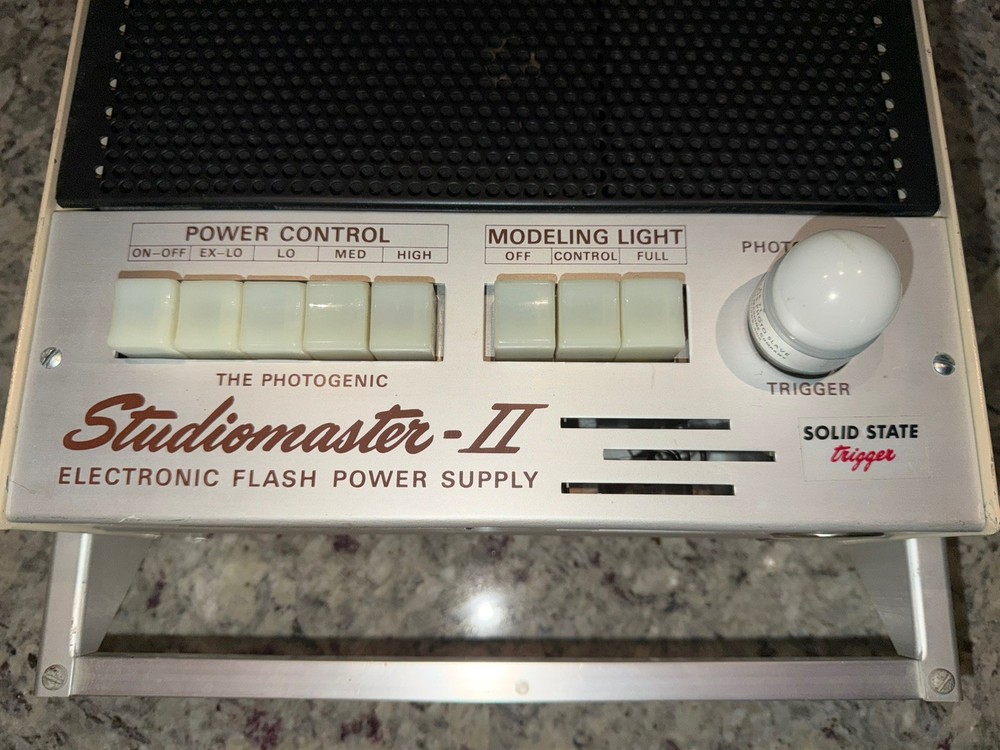 POWER CONTROL
ON-OFF EX-LO LO MED HIGH
MODELING LIGHT
OFF CONTROL FULL
PHOTO
TRIGGER
THE PHOTOGENIC
Studiomaster-II
ELECTRONIC FLASH POWER SUPPLY
SOLID STATE
trigger